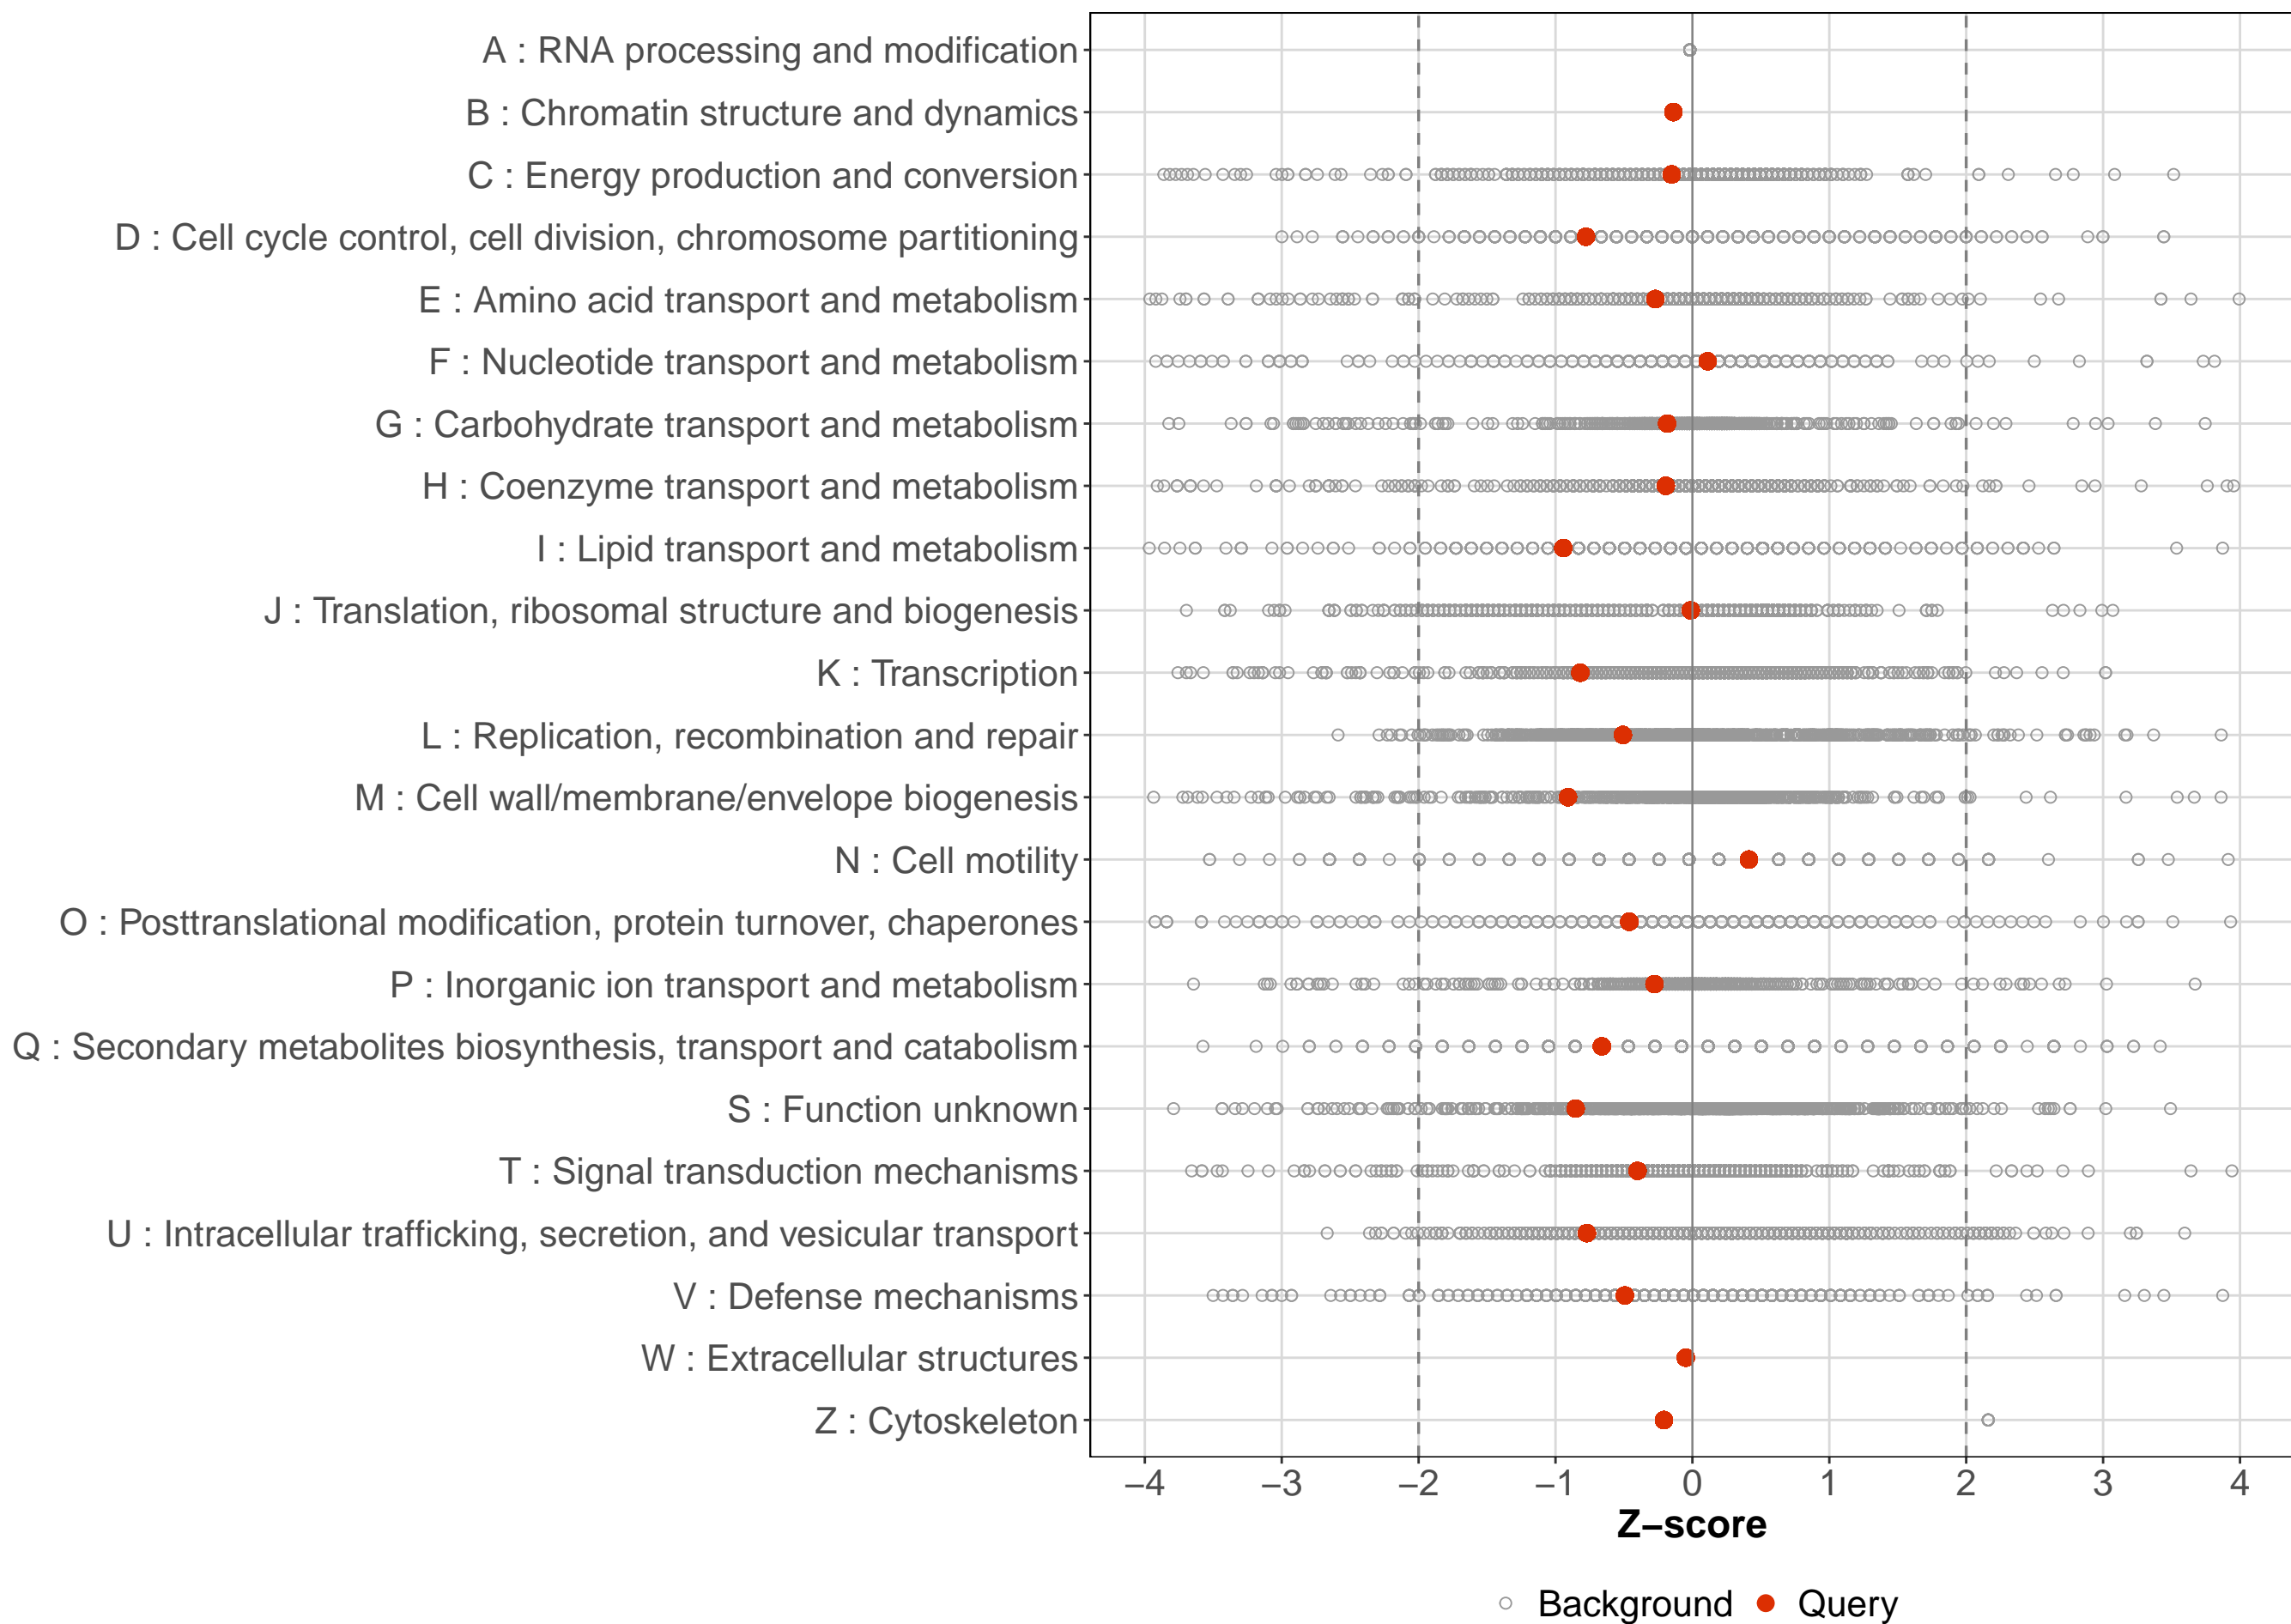 A : RNA processing and modification
B : Chromatin structure and dynamics
C : Energy production and conversion
D : Cell cycle control, cell division, chromosome partitioning
E : Amino acid transport and metabolism
F : Nucleotide transport and metabolism
G : Carbohydrate transport and metabolism
H : Coenzyme transport and metabolism
I : Lipid transport and metabolism
J : Translation, ribosomal structure and biogenesis
K : Transcription
L : Replication, recombination and repair
M : Cell wall/membrane/envelope biogenesis
N : Cell motility
O : Posttranslational modification, protein turnover, chaperones
P : Inorganic ion transport and metabolism
Q : Secondary metabolites biosynthesis, transport and catabolism
S : Function unknown
T : Signal transduction mechanisms
U : Intracellular trafficking, secretion, and vesicular transport
V : Defense mechanisms
W : Extracellular structures
Z : Cytoskeleton
−4 −3 −2 −1 0 1 2 3 4
Z−score
Background Query